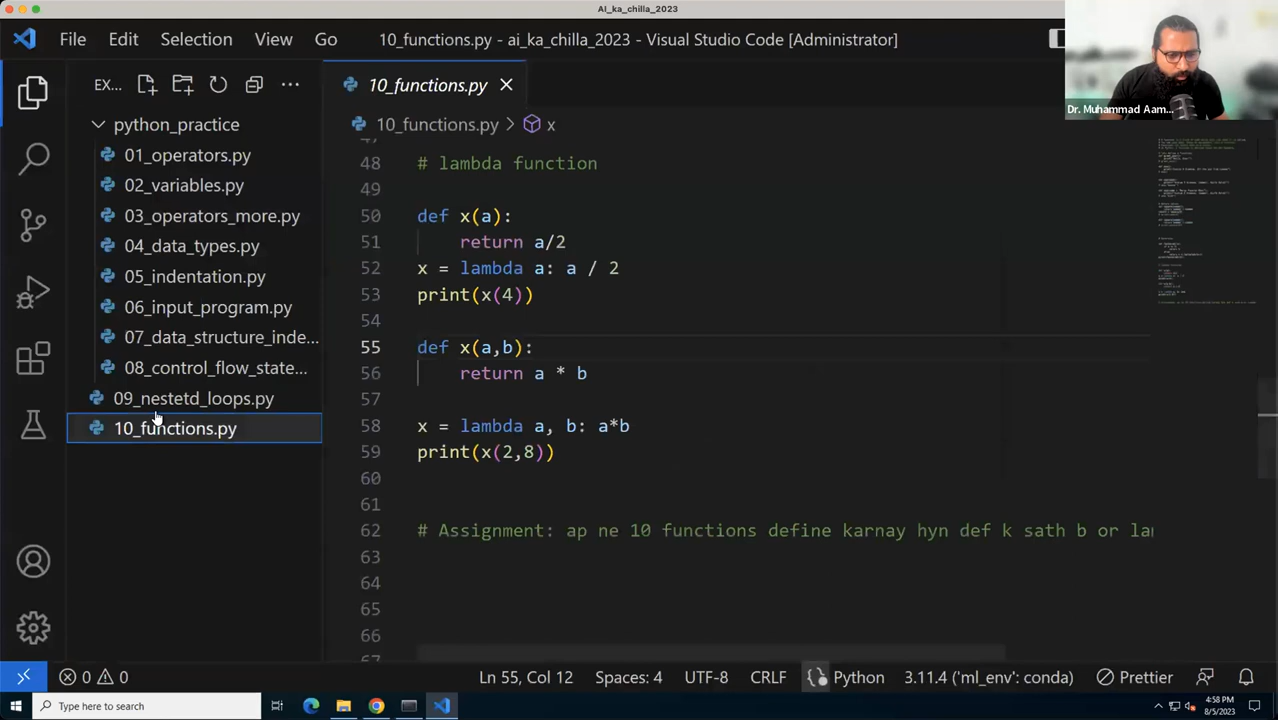 AI_ka_chilla_2023
File Edit Selection View Go
10_functions.py - ai_ka_chilla_2023 - Visual Studio Code [Administrator]
Dr. Muhammad Aam...
EX... ...
python_practice
01_operators.py
02_variables.py
03_operators_more.py
04_data_types.py
05_indentation.py
06_input_program.py
07_data_structure_inde...
08_control_flow_state...
09_nestetd_loops.py
10_functions.py
10_functions.py
10_functions.py > x
47
48 # lambda function
49
50 def x(a):
51 return a/2
52 x = lambda a: a / 2
53 print(x(4))
54
55 def x(a,b):
56 return a * b
57
58 x = lambda a, b: a*b
59 print(x(2,8))
60
61
62 # Assignment: ap ne 10 functions define karnay hyn def k sath b or lam
63
64
65
66
67
0 0
Ln 55, Col 12 Spaces: 4 UTF-8 CRLF Python 3.11.4 ('ml_env': conda) Prettier
Type here to search
4:58 PM
8/5/2023